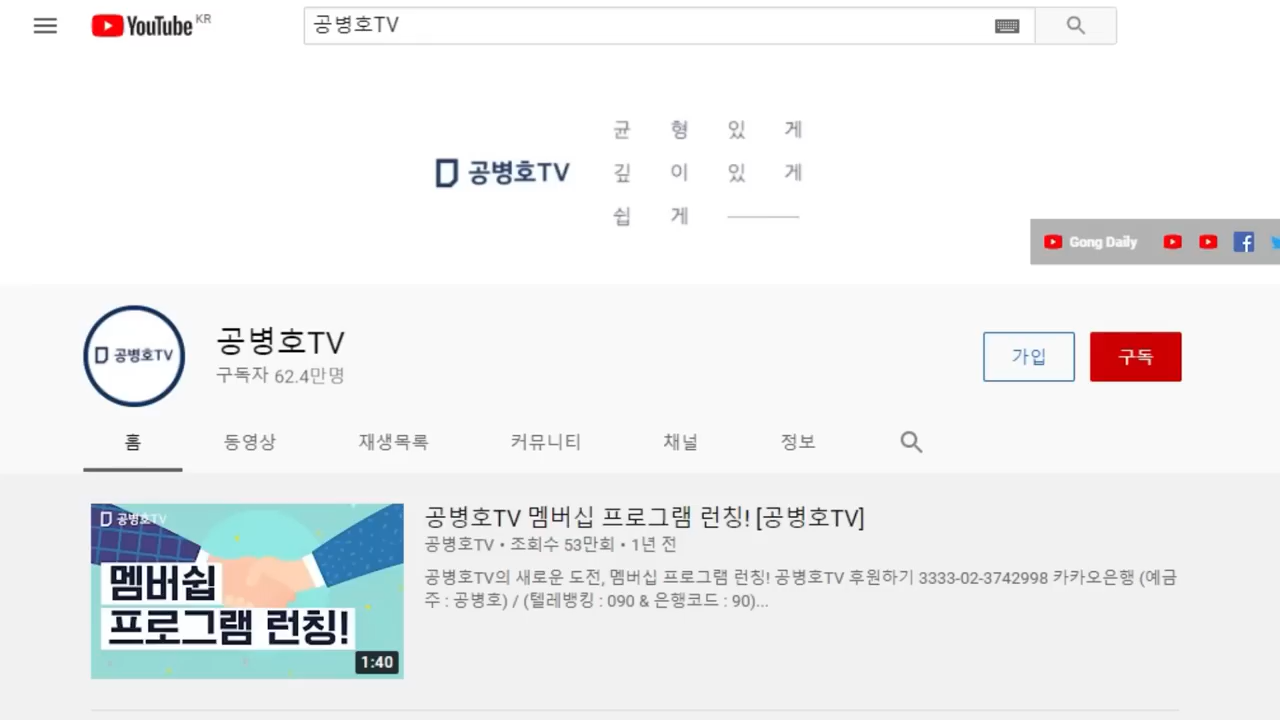 YouTube KR
공병호TV
균 형 있 게
공병호TV
깊 이 있 게
쉽 게
Gong Daily
공병호TV
공병호TV
구독자 62.4만명
가입
구독
홈
동영상
재생목록
커뮤니티
채널
정보
공병호TV
멤버쉽
프로그램 런칭!
1:40
공병호TV 멤버십 프로그램 런칭! [공병호TV]
공병호TV • 조회수 53만회 • 1년 전
공병호TV의 새로운 도전, 멤버십 프로그램 런칭! 공병호TV 후원하기 3333-02-3742998 카카오은행 (예금
주 : 공병호) / (텔레뱅킹 : 090 & 은행코드 : 90)...